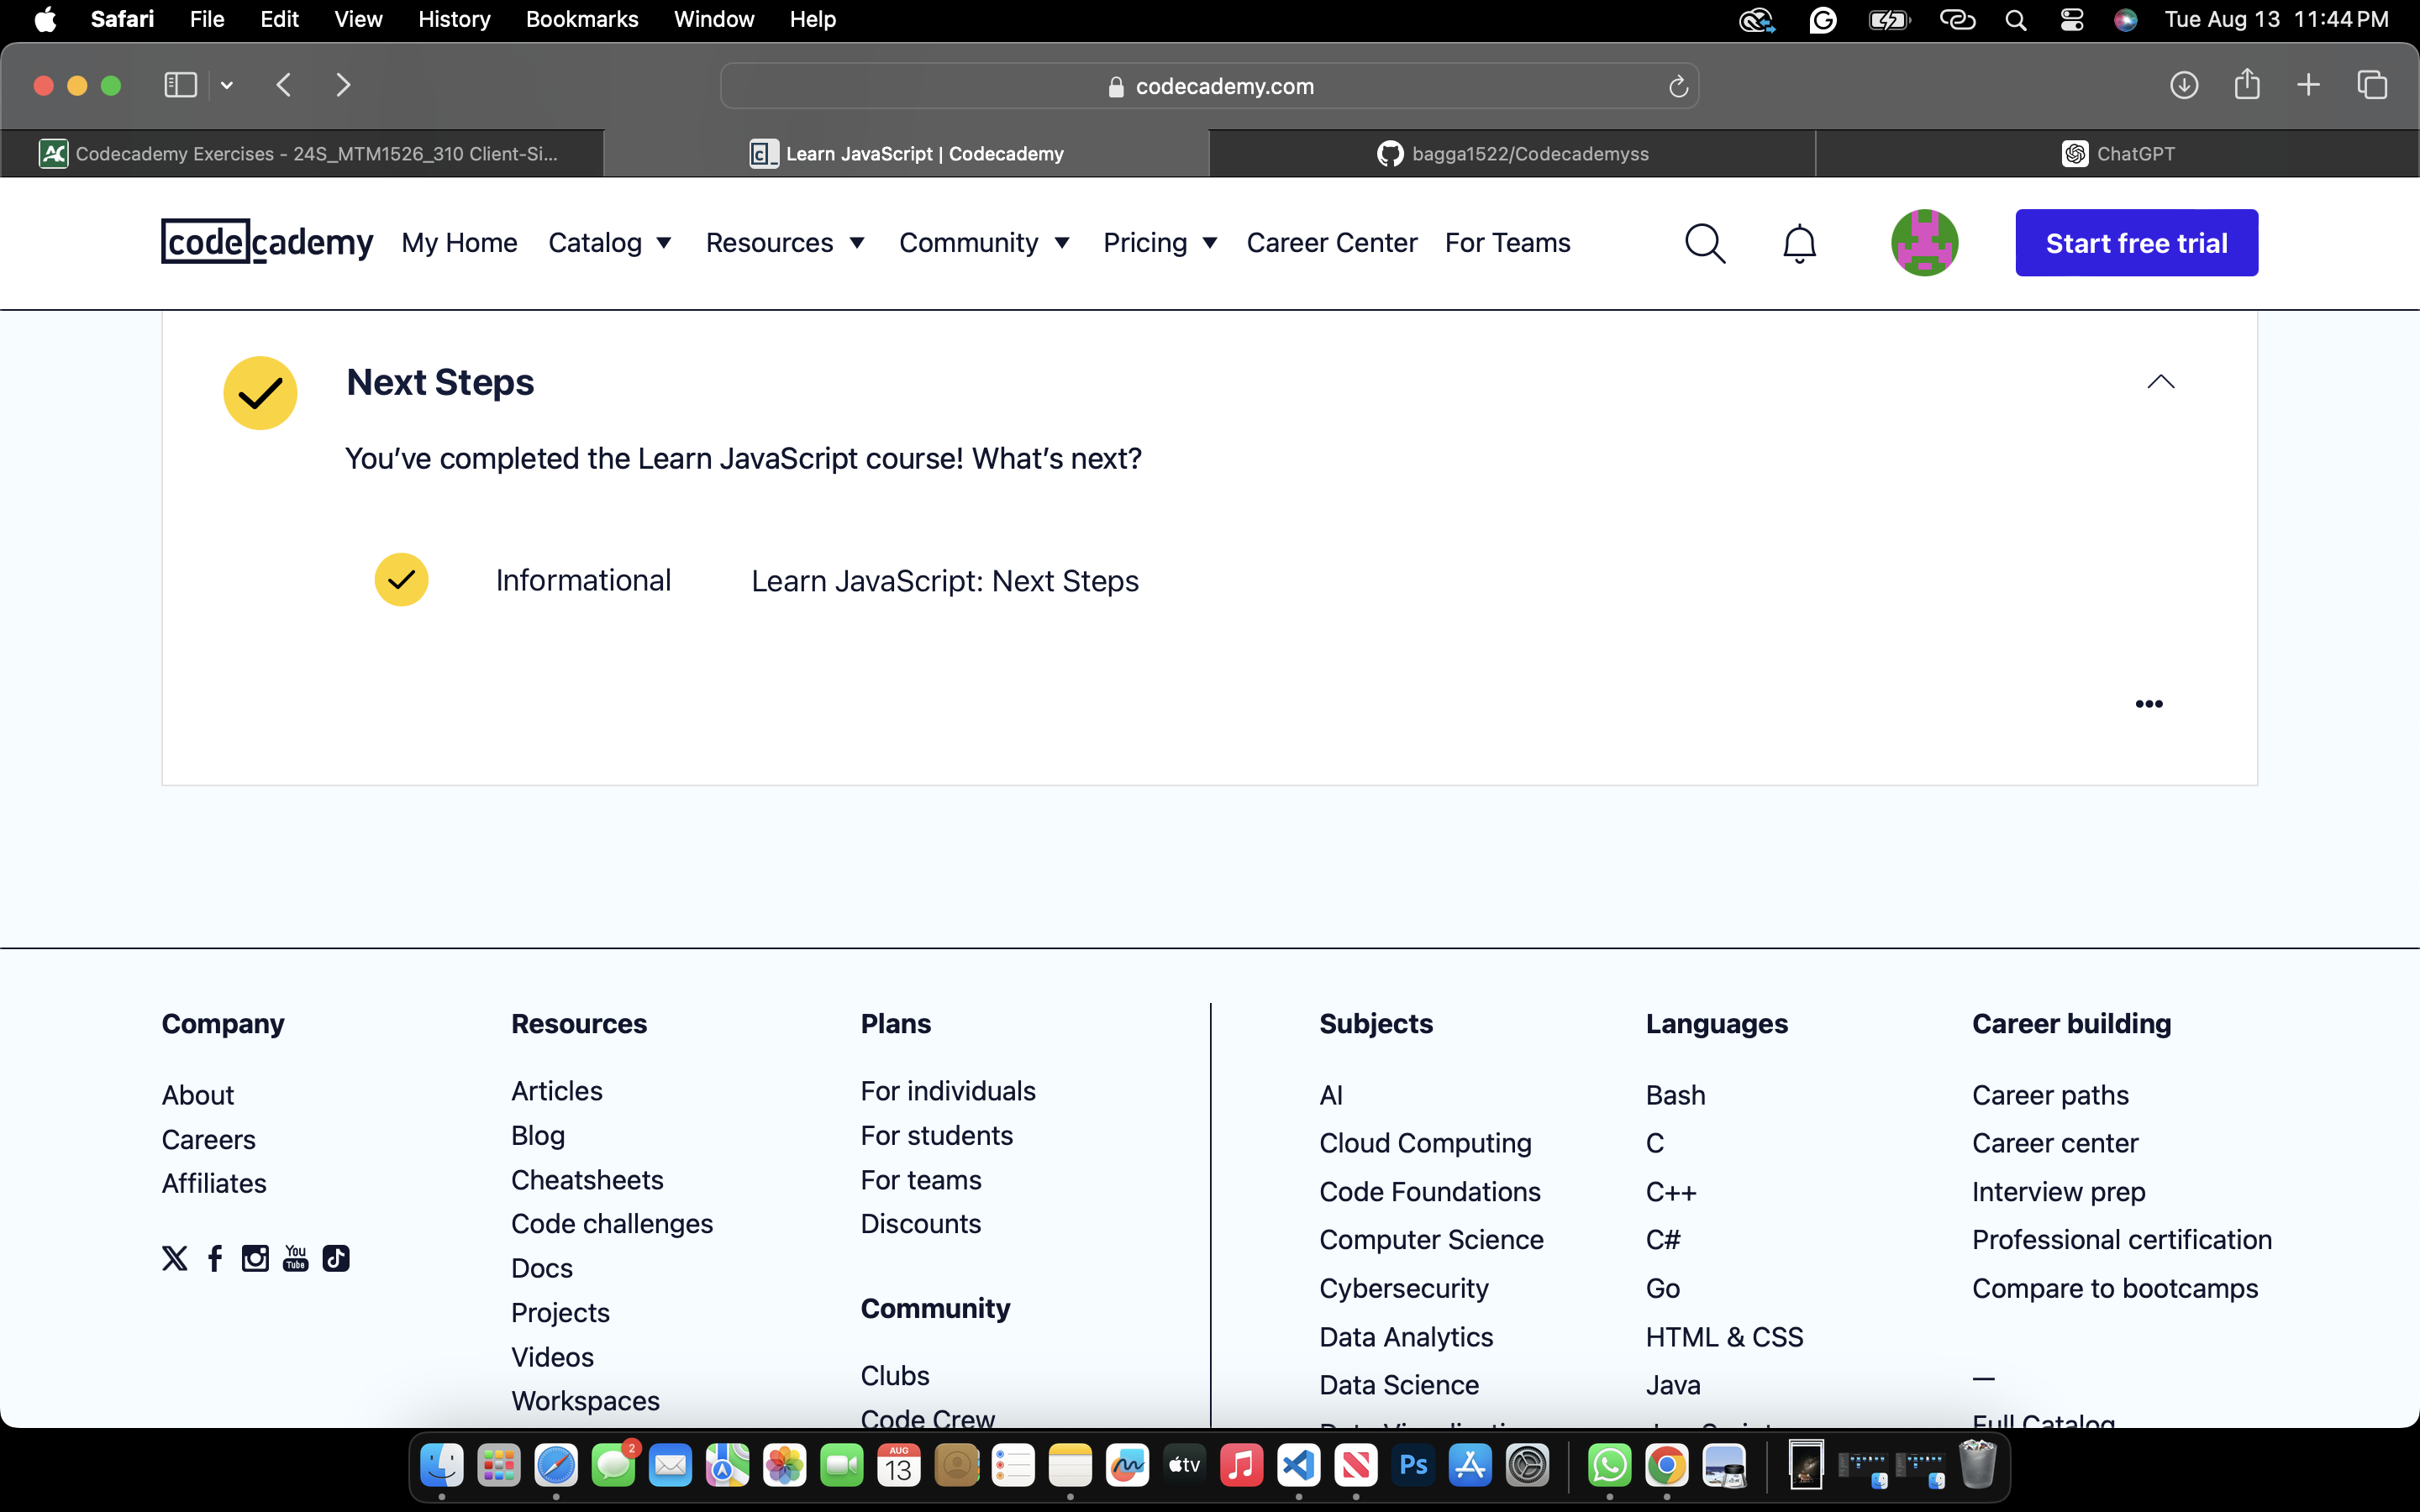 Safari File Edit View History Bookmarks Window Help Tue Aug 13 11:44 PM
codecademy.com
Codecademy Exercises - 24S_MTM1526_310 Client-Si... Learn JavaScript | Codecademy bagga1522/Codecademyss ChatGPT
codecademy My Home Catalog Resources Community Pricing Career Center For Teams Start free trial
Next Steps
You’ve completed the Learn JavaScript course! What’s next?
Informational Learn JavaScript: Next Steps
Company
About
Careers
Affiliates
You
Tube
Resources
Articles
Blog
Cheatsheets
Code challenges
Docs
Projects
Videos
Workspaces
Plans
For individuals
For students
For teams
Discounts
Community
Clubs
Code Crew
Subjects
AI
Cloud Computing
Code Foundations
Computer Science
Cybersecurity
Data Analytics
Data Science
Languages
Bash
C
C++
C#
Go
HTML & CSS
Java
Career building
Career paths
Career center
Interview prep
Professional certification
Compare to bootcamps
—
Full Catalog
2 AUG 13 tv Ps